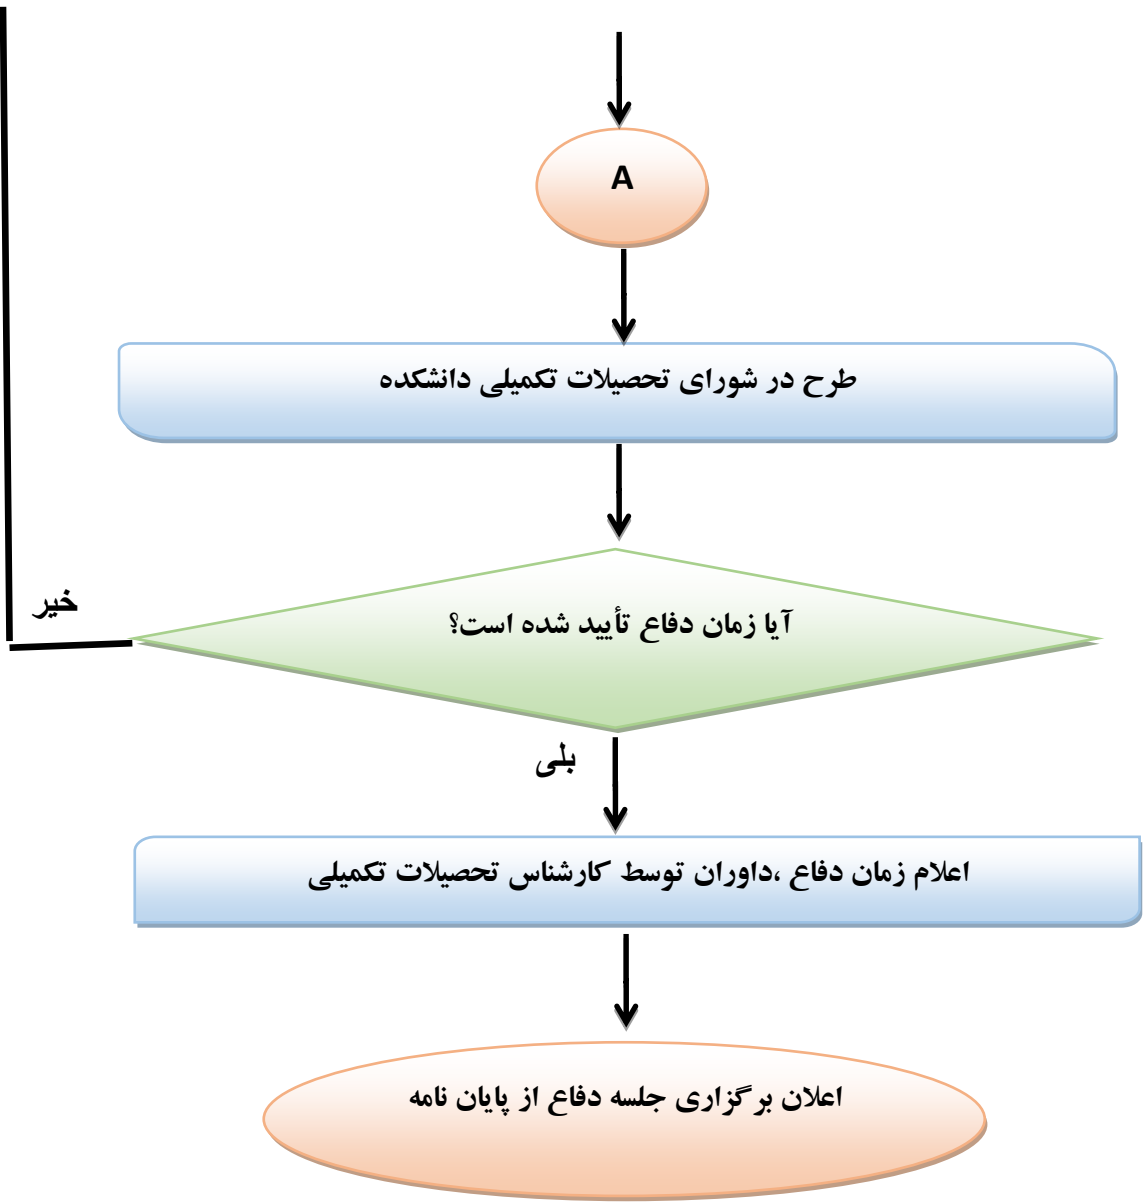 A
طرح در شورای تحصیلات تکمیلی دانشکده
آیا زمان دفاع تأیید شده است؟
خیر
بلی
اعلام زمان دفاع ،داوران توسط کارشناس تحصیلات تکمیلی
اعلان برگزاری جلسه دفاع از پایان نامه